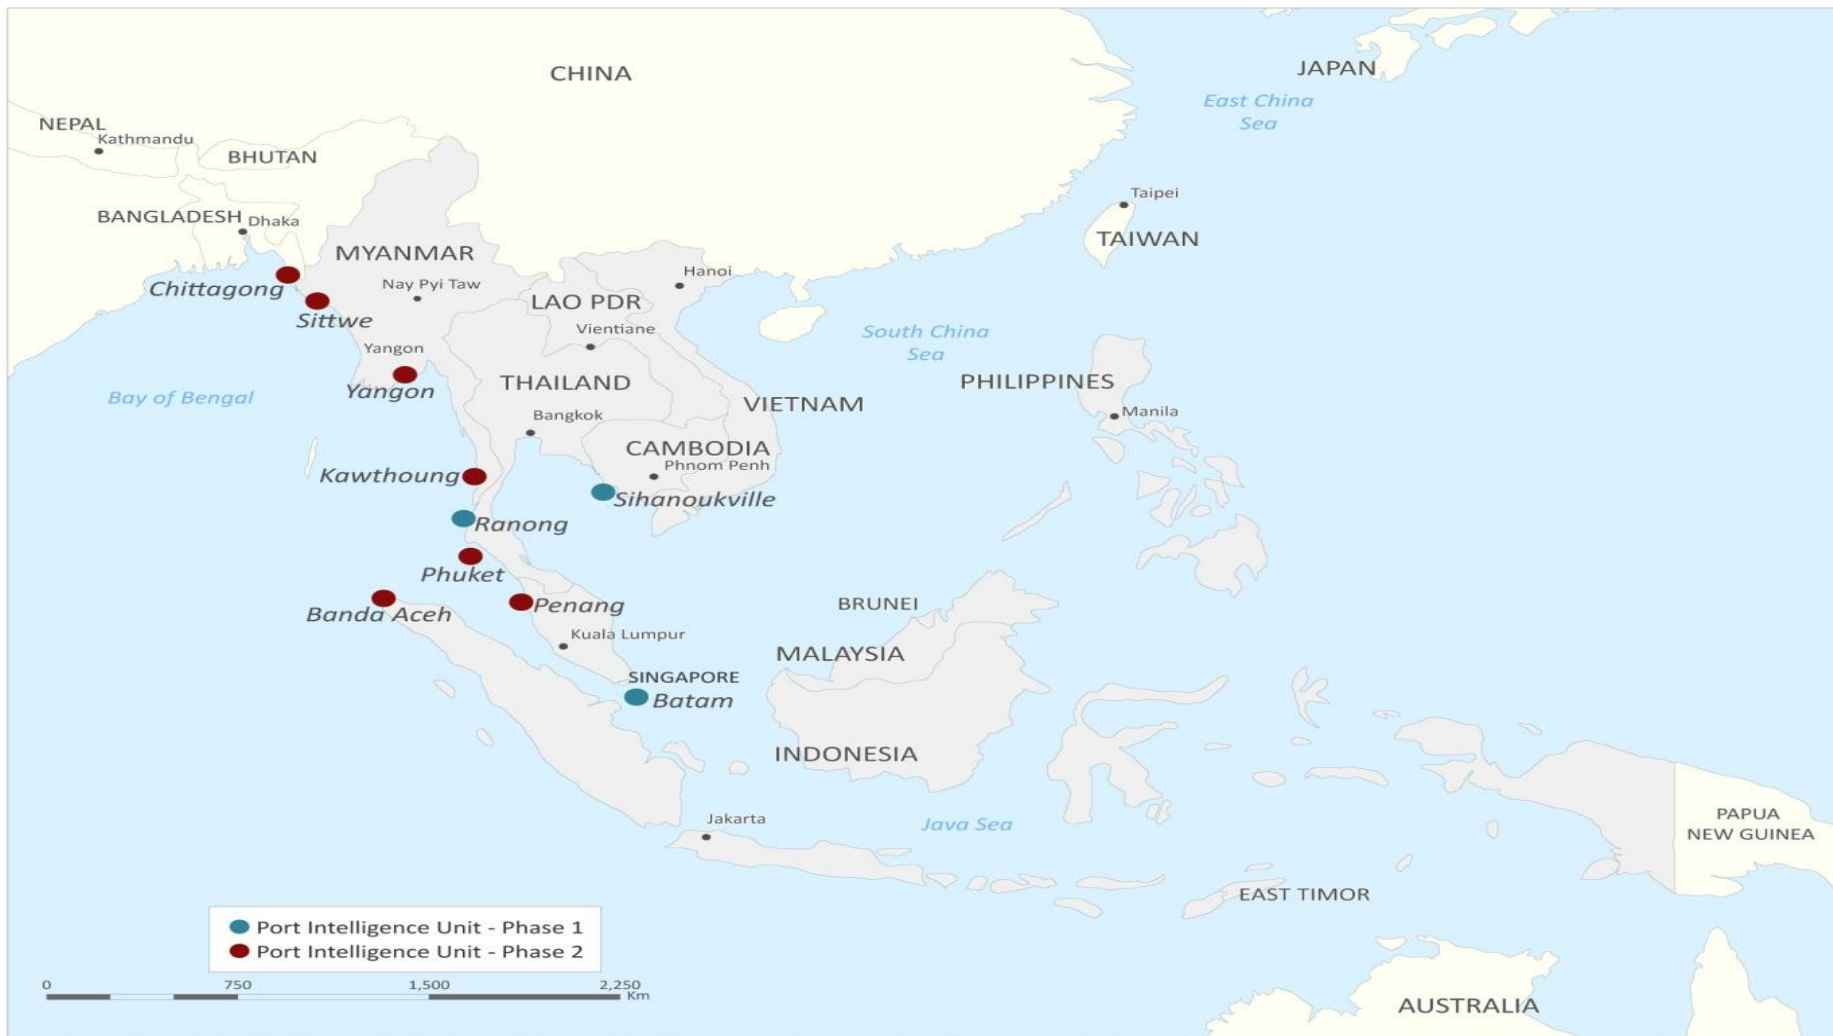 CHINA
JAPAN
East China
Sea
NEPAL
Kathmandu
BHUTAN
Taipei
BANGLADESH
Dhaka
TAIWAN
MYANMAR
Hanoi
Chittagong
Nay Pyi Taw
LAO PDR
Sittwe
Vientiane
South China
Sea
Yangon
THAILAND
PHILIPPINES
Yangon
Bay of Bengal
VIETNAM
Bangkok
Manila
CAMBODIA
Phnom Penh
Kawthoung
Sihanoukville
Ranong
Phuket
Banda Aceh
Penang
BRUNEI
Kuala Lumpur
MALAYSIA
SINGAPORE
Batam
INDONESIA
Jakarta
Java Sea
PAPUA
NEW GUINEA
EAST TIMOR
Port Intelligence Unit - Phase 1
Port Intelligence Unit - Phase 2
0 750 1,500 2,250
Km
AUSTRALIA